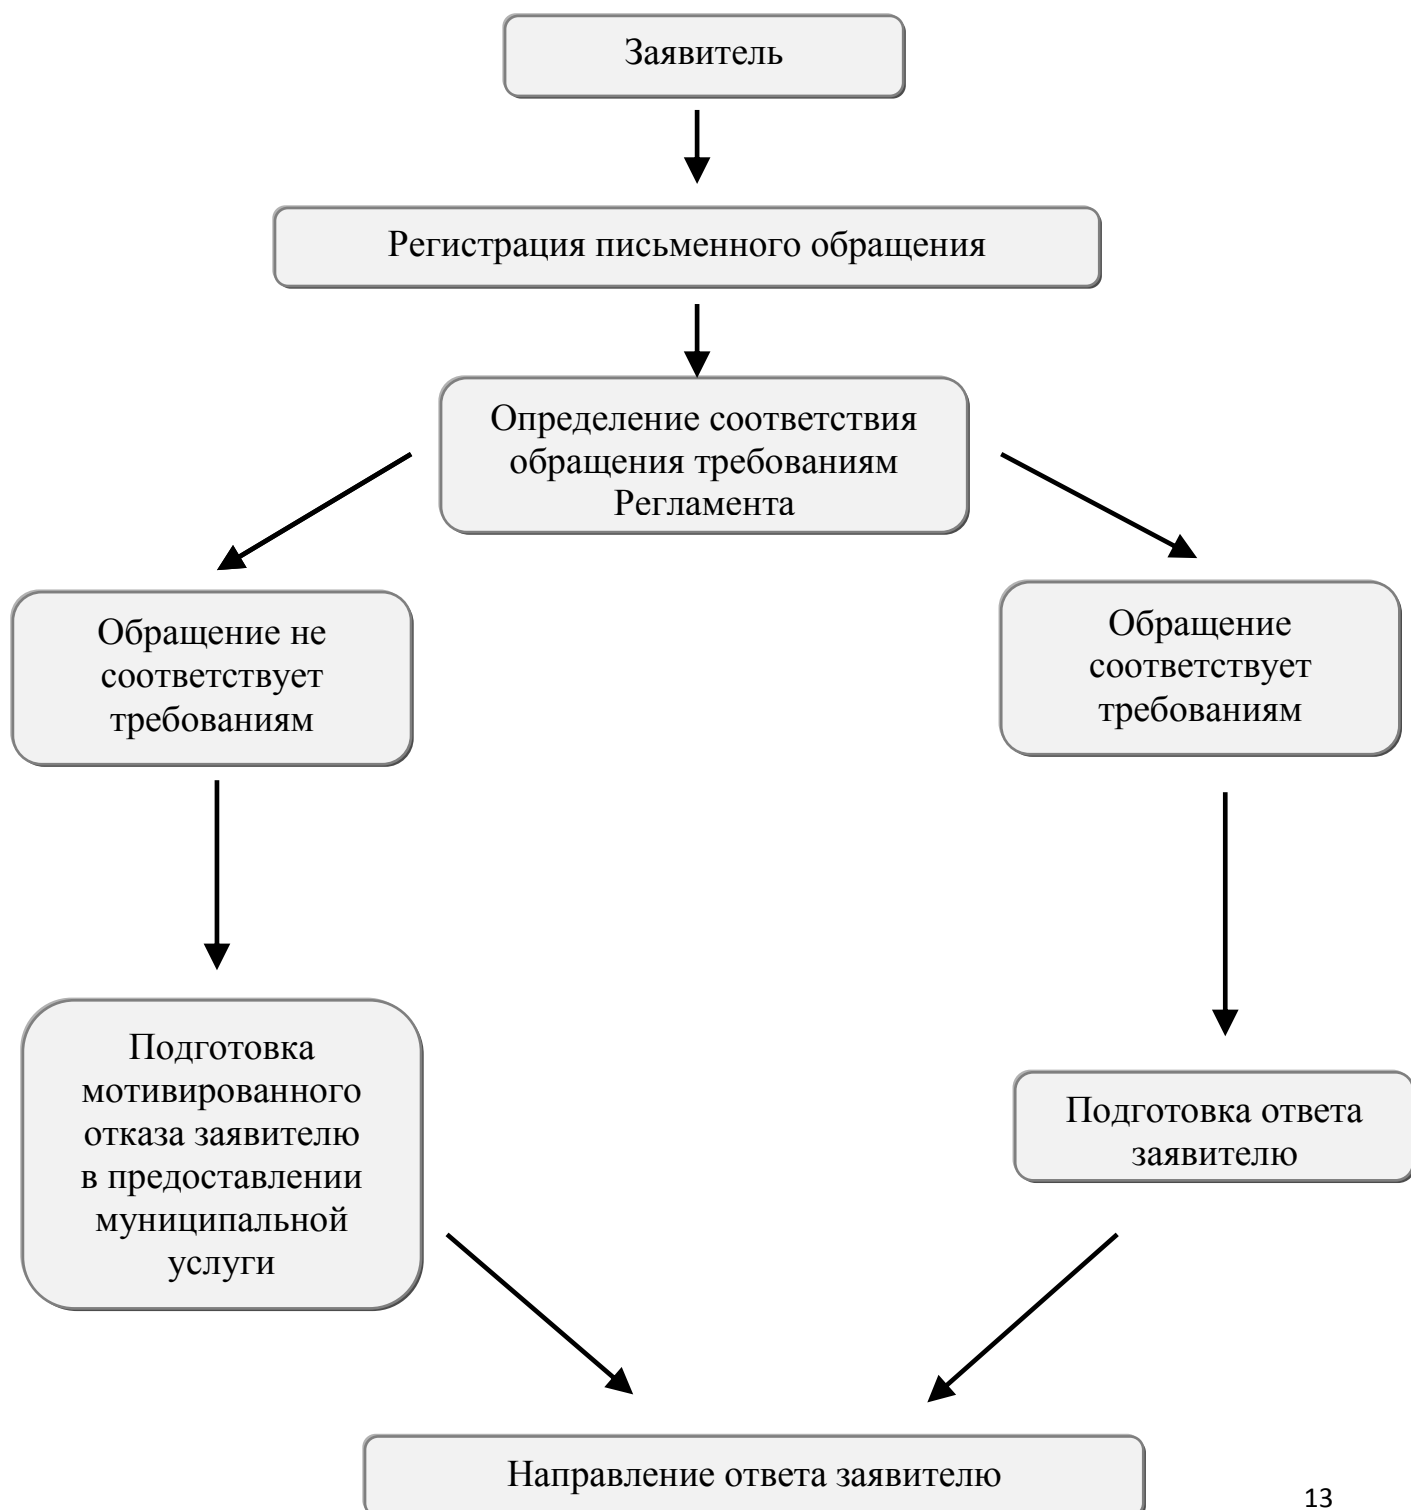 Заявитель
Регистрация письменного обращения
Определение соответствия
обращения требованиям
Регламента
Обращение не
соответствует
требованиям
Обращение
соответствует
требованиям
Подготовка
мотивированного
отказа заявителю
в предоставлении
муниципальной
услуги
Подготовка ответа
заявителю
Направление ответа заявителю
13